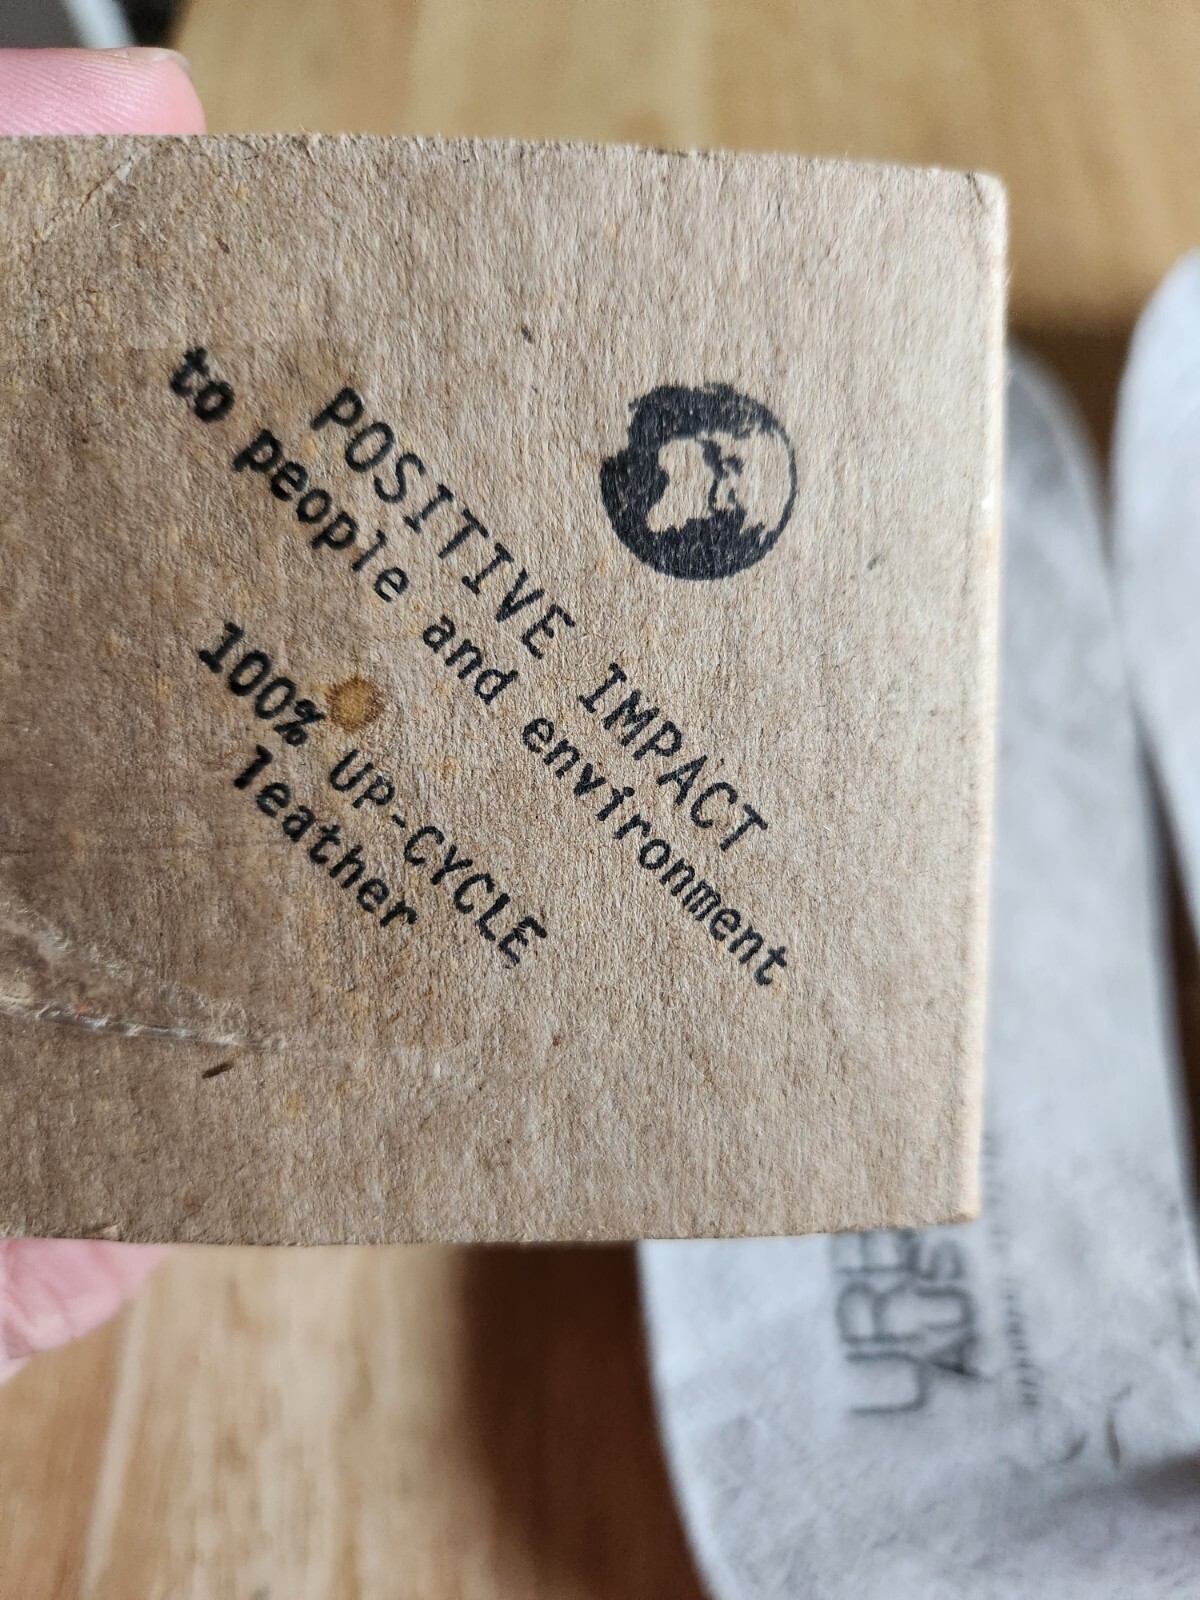 POSITIVE IMPACT
to people and environment
100% UP-CYCLE
leather